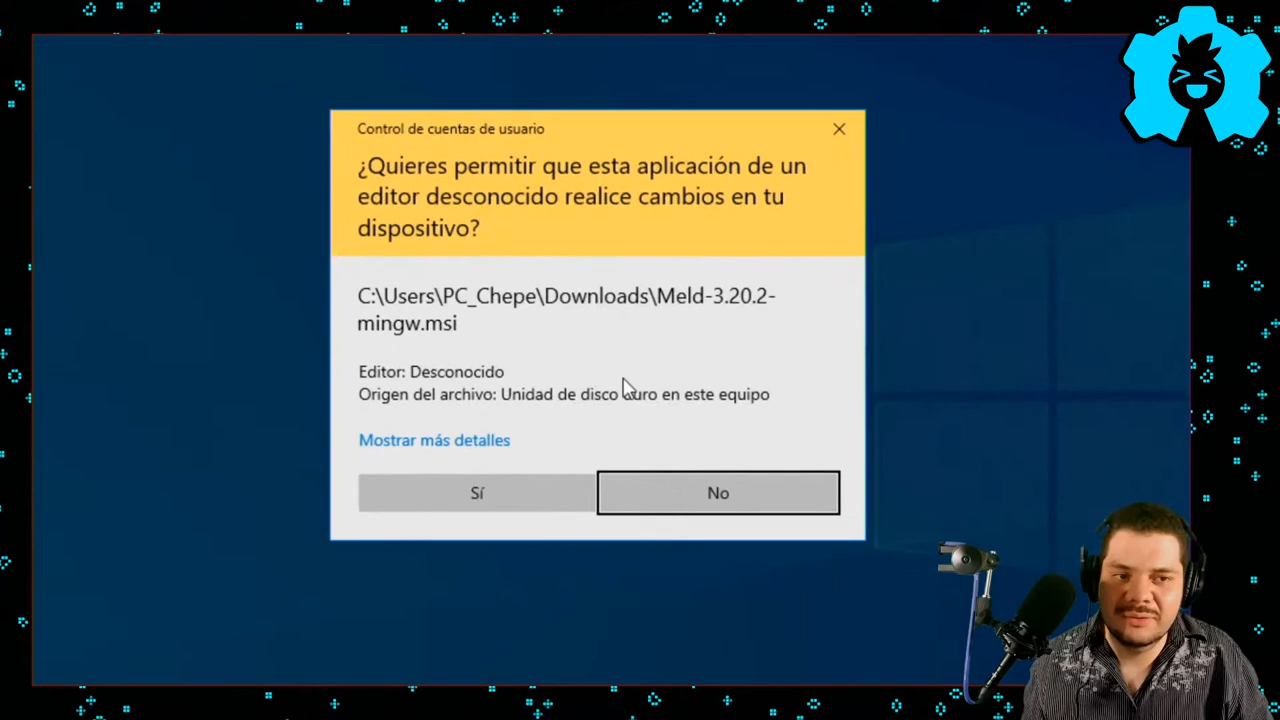 Control de cuentas de usuario
¿Quieres permitir que esta aplicación de un
editor desconocido realice cambios en tu
dispositivo?
C:\Users\PC_Chepe\Downloads\Meld-3.20.2-
mingw.msi
Editor: Desconocido
Origen del archivo: Unidad de disco duro en este equipo
Mostrar más detalles
Sí
No